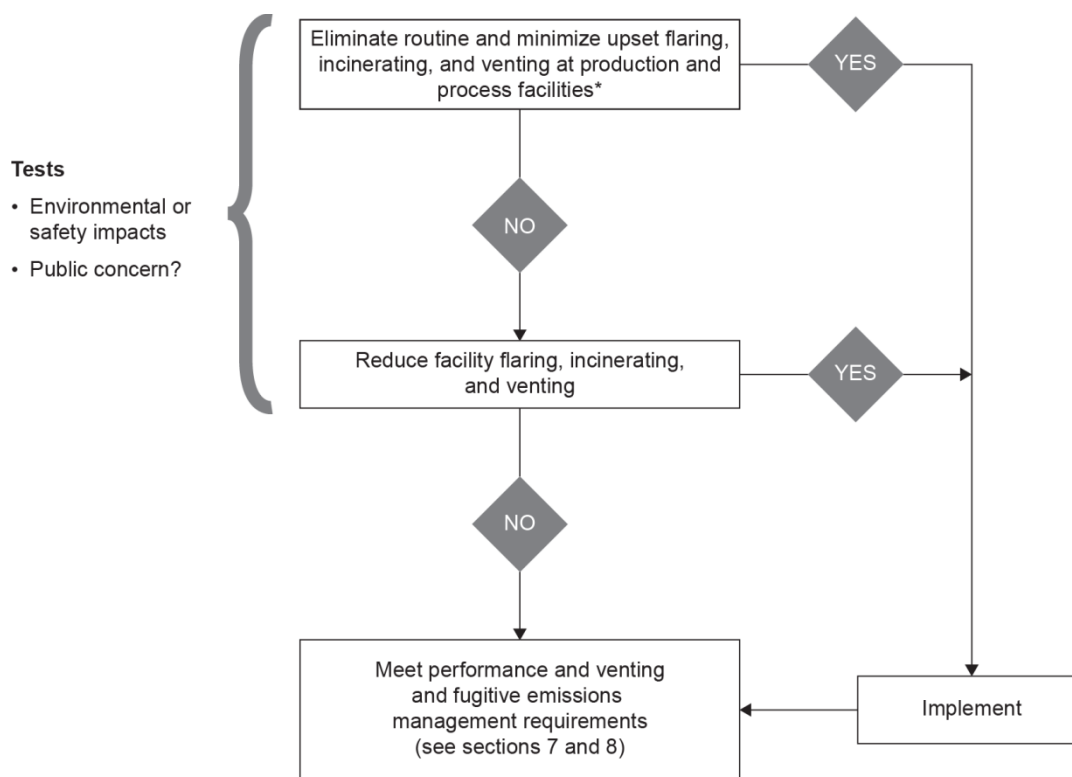 Eliminate routine and minimize upset flaring,
incinerating, and venting at production and
process facilities*
YES
Tests
• Environmental or
safety impacts
• Public concern?
NO
Reduce facility flaring, incinerating,
and venting
YES
NO
Meet performance and venting
and fugitive emissions
management requirements
(see sections 7 and 8)
Implement